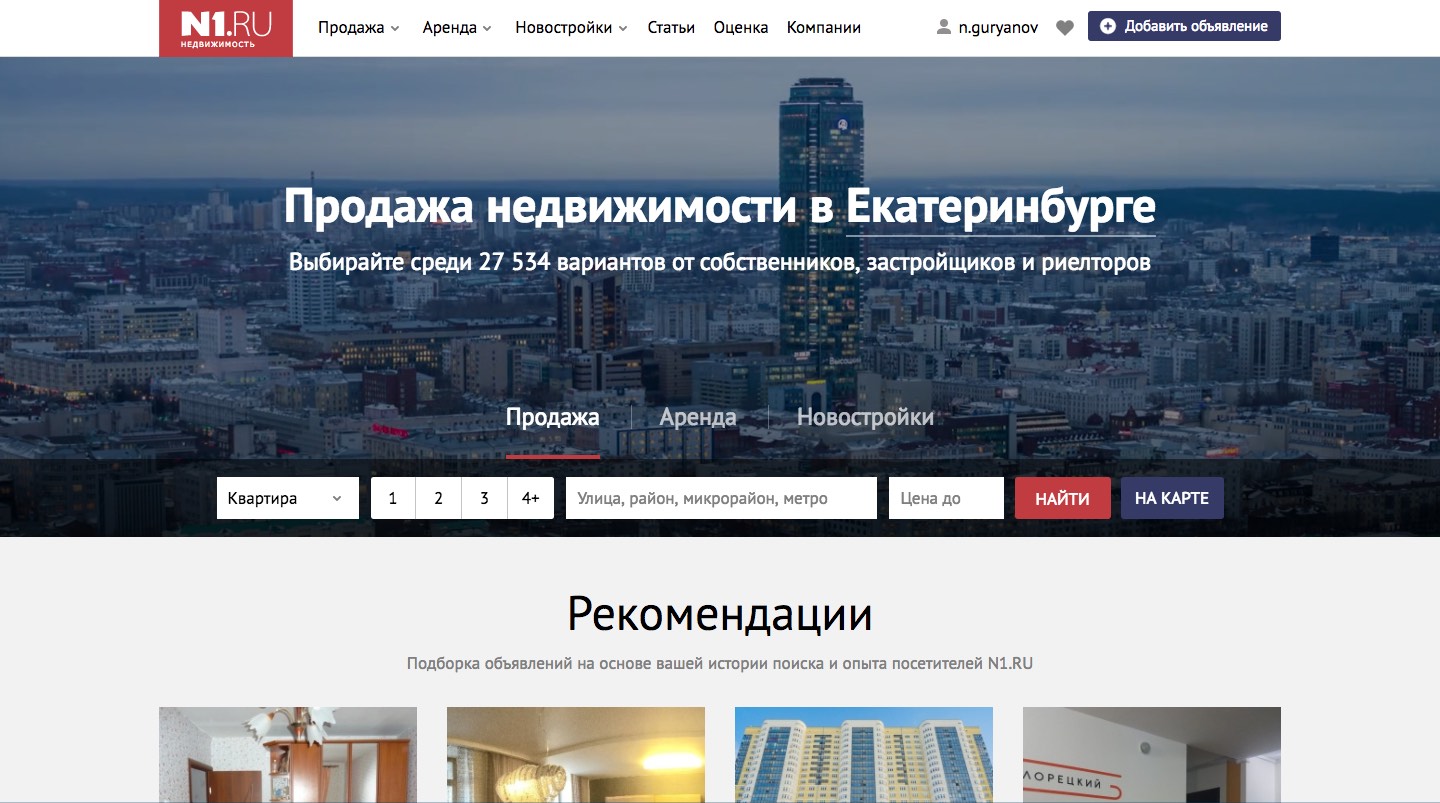 N1.RU
НЕДВИЖИМОСТЬ
Продажа
Аренда
Новостройки
Статьи
Оценка
Компании
n.guryanov
Добавить объявление
Продажа недвижимости в Екатеринбурге
Выбирайте среди 27 534 вариантов от собственников, застройщиков и риелторов
Продажа
Аренда
Новостройки
Квартира
1
2
3
4+
Улица, район, микрорайон, метро
Цена до
НАЙТИ
НА КАРТЕ
Рекомендации
Подборка объявлений на основе вашей истории поиска и опыта посетителей N1.RU
ЛОРЕЦКИЙ